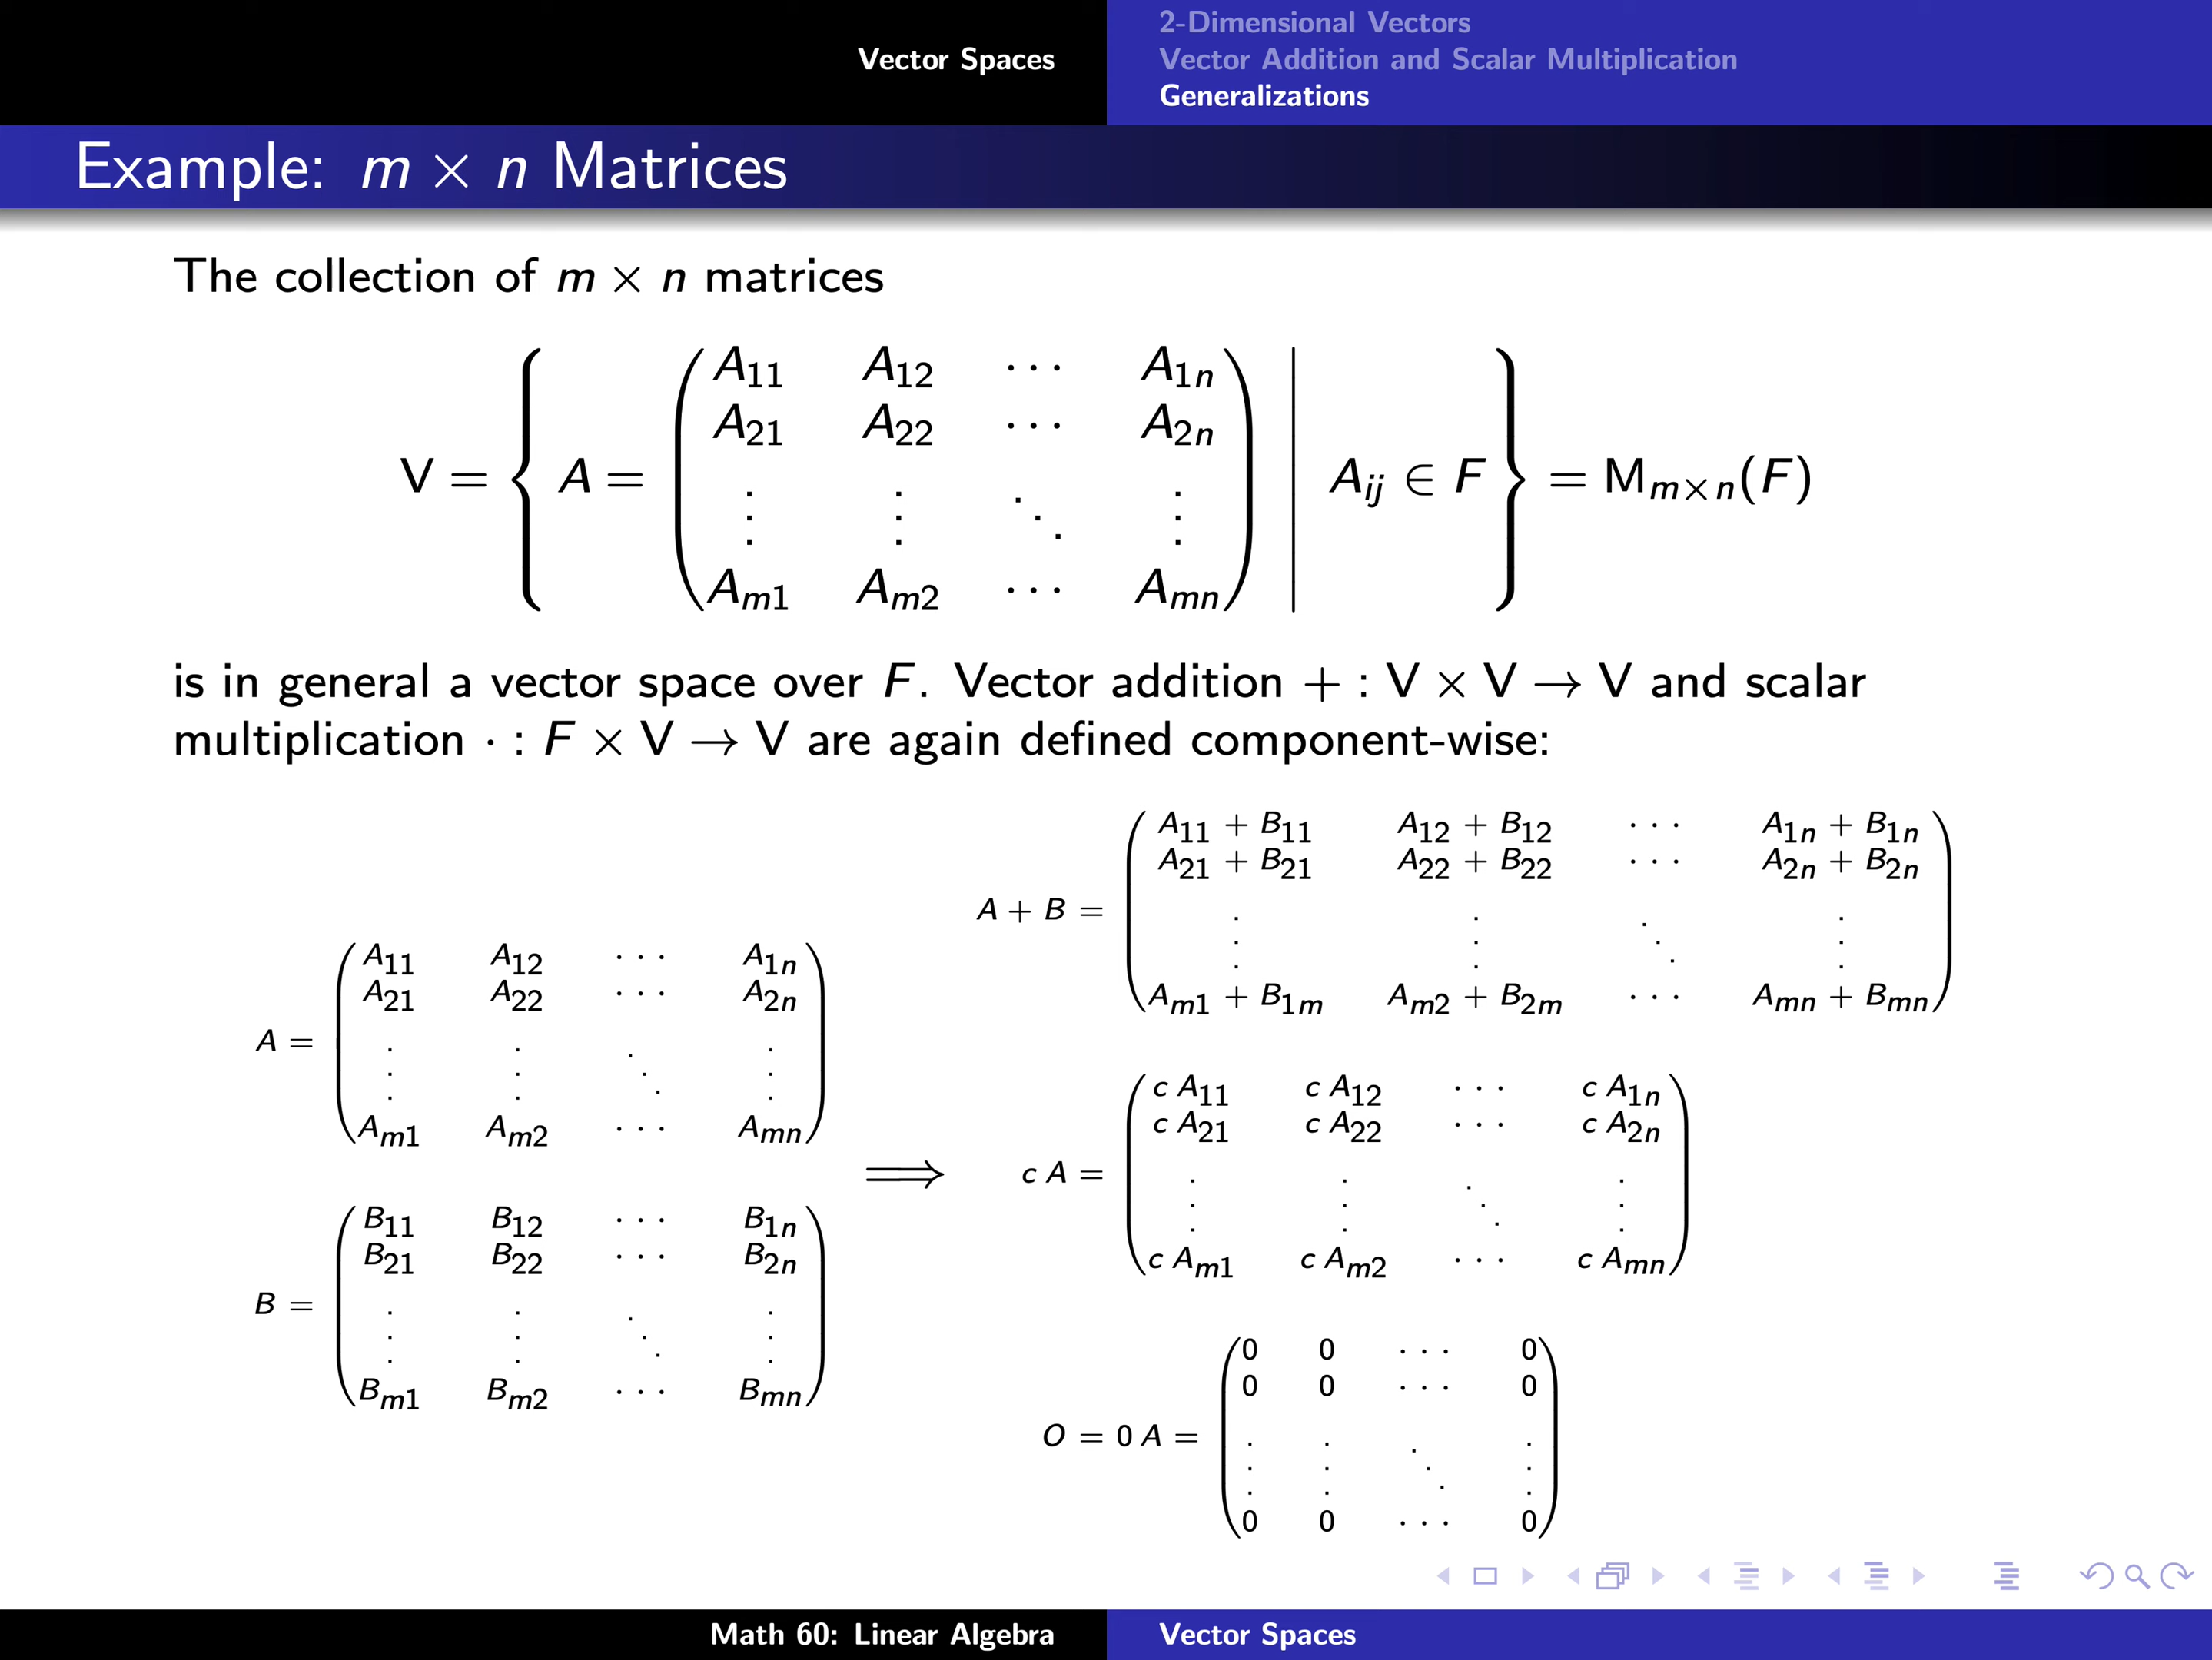 Vector Spaces
2-Dimensional Vectors
Vector Addition and Scalar Multiplication
Generalizations
Example: m × n Matrices
The collection of m × n matrices
V = { A = ( A11 A12 ··· A1n
A21 A22 ··· A2n
⋮ ⋮ ⋱ ⋮
Am1 Am2 ··· Amn ) | Aij ∈ F } = Mm×n(F)
is in general a vector space over F. Vector addition + : V × V → V and scalar
multiplication · : F × V → V are again defined component-wise:
A = ( A11 A12 ··· A1n
A21 A22 ··· A2n
⋮ ⋮ ⋱ ⋮
Am1 Am2 ··· Amn )
B = ( B11 B12 ··· B1n
B21 B22 ··· B2n
⋮ ⋮ ⋱ ⋮
Bm1 Bm2 ··· Bmn )
⟹
A + B = ( A11 + B11 A12 + B12 ··· A1n + B1n
A21 + B21 A22 + B22 ··· A2n + B2n
⋮ ⋮ ⋱ ⋮
Am1 + B1m Am2 + B2m ··· Amn + Bmn )
c A = ( c A11 c A12 ··· c A1n
c A21 c A22 ··· c A2n
⋮ ⋮ ⋱ ⋮
c Am1 c Am2 ··· c Amn )
O = 0 A = ( 0 0 ··· 0
0 0 ··· 0
⋮ ⋮ ⋱ ⋮
0 0 ··· 0 )
Math 60: Linear Algebra
Vector Spaces